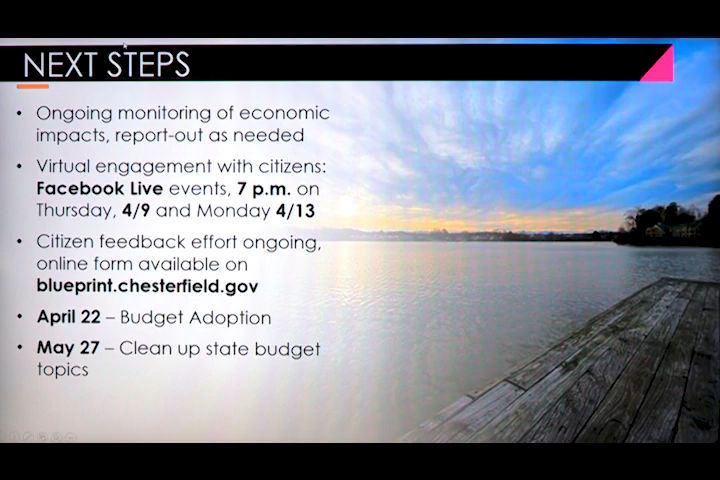 NEXT STEPS
• Ongoing monitoring of economic
impacts, report-out as needed
• Virtual engagement with citizens:
Facebook Live events, 7 p.m. on
Thursday, 4/9 and Monday 4/13
• Citizen feedback effort ongoing,
online form available on
blueprint.chesterfield.gov
• April 22 – Budget Adoption
• May 27 – Clean up state budget
topics